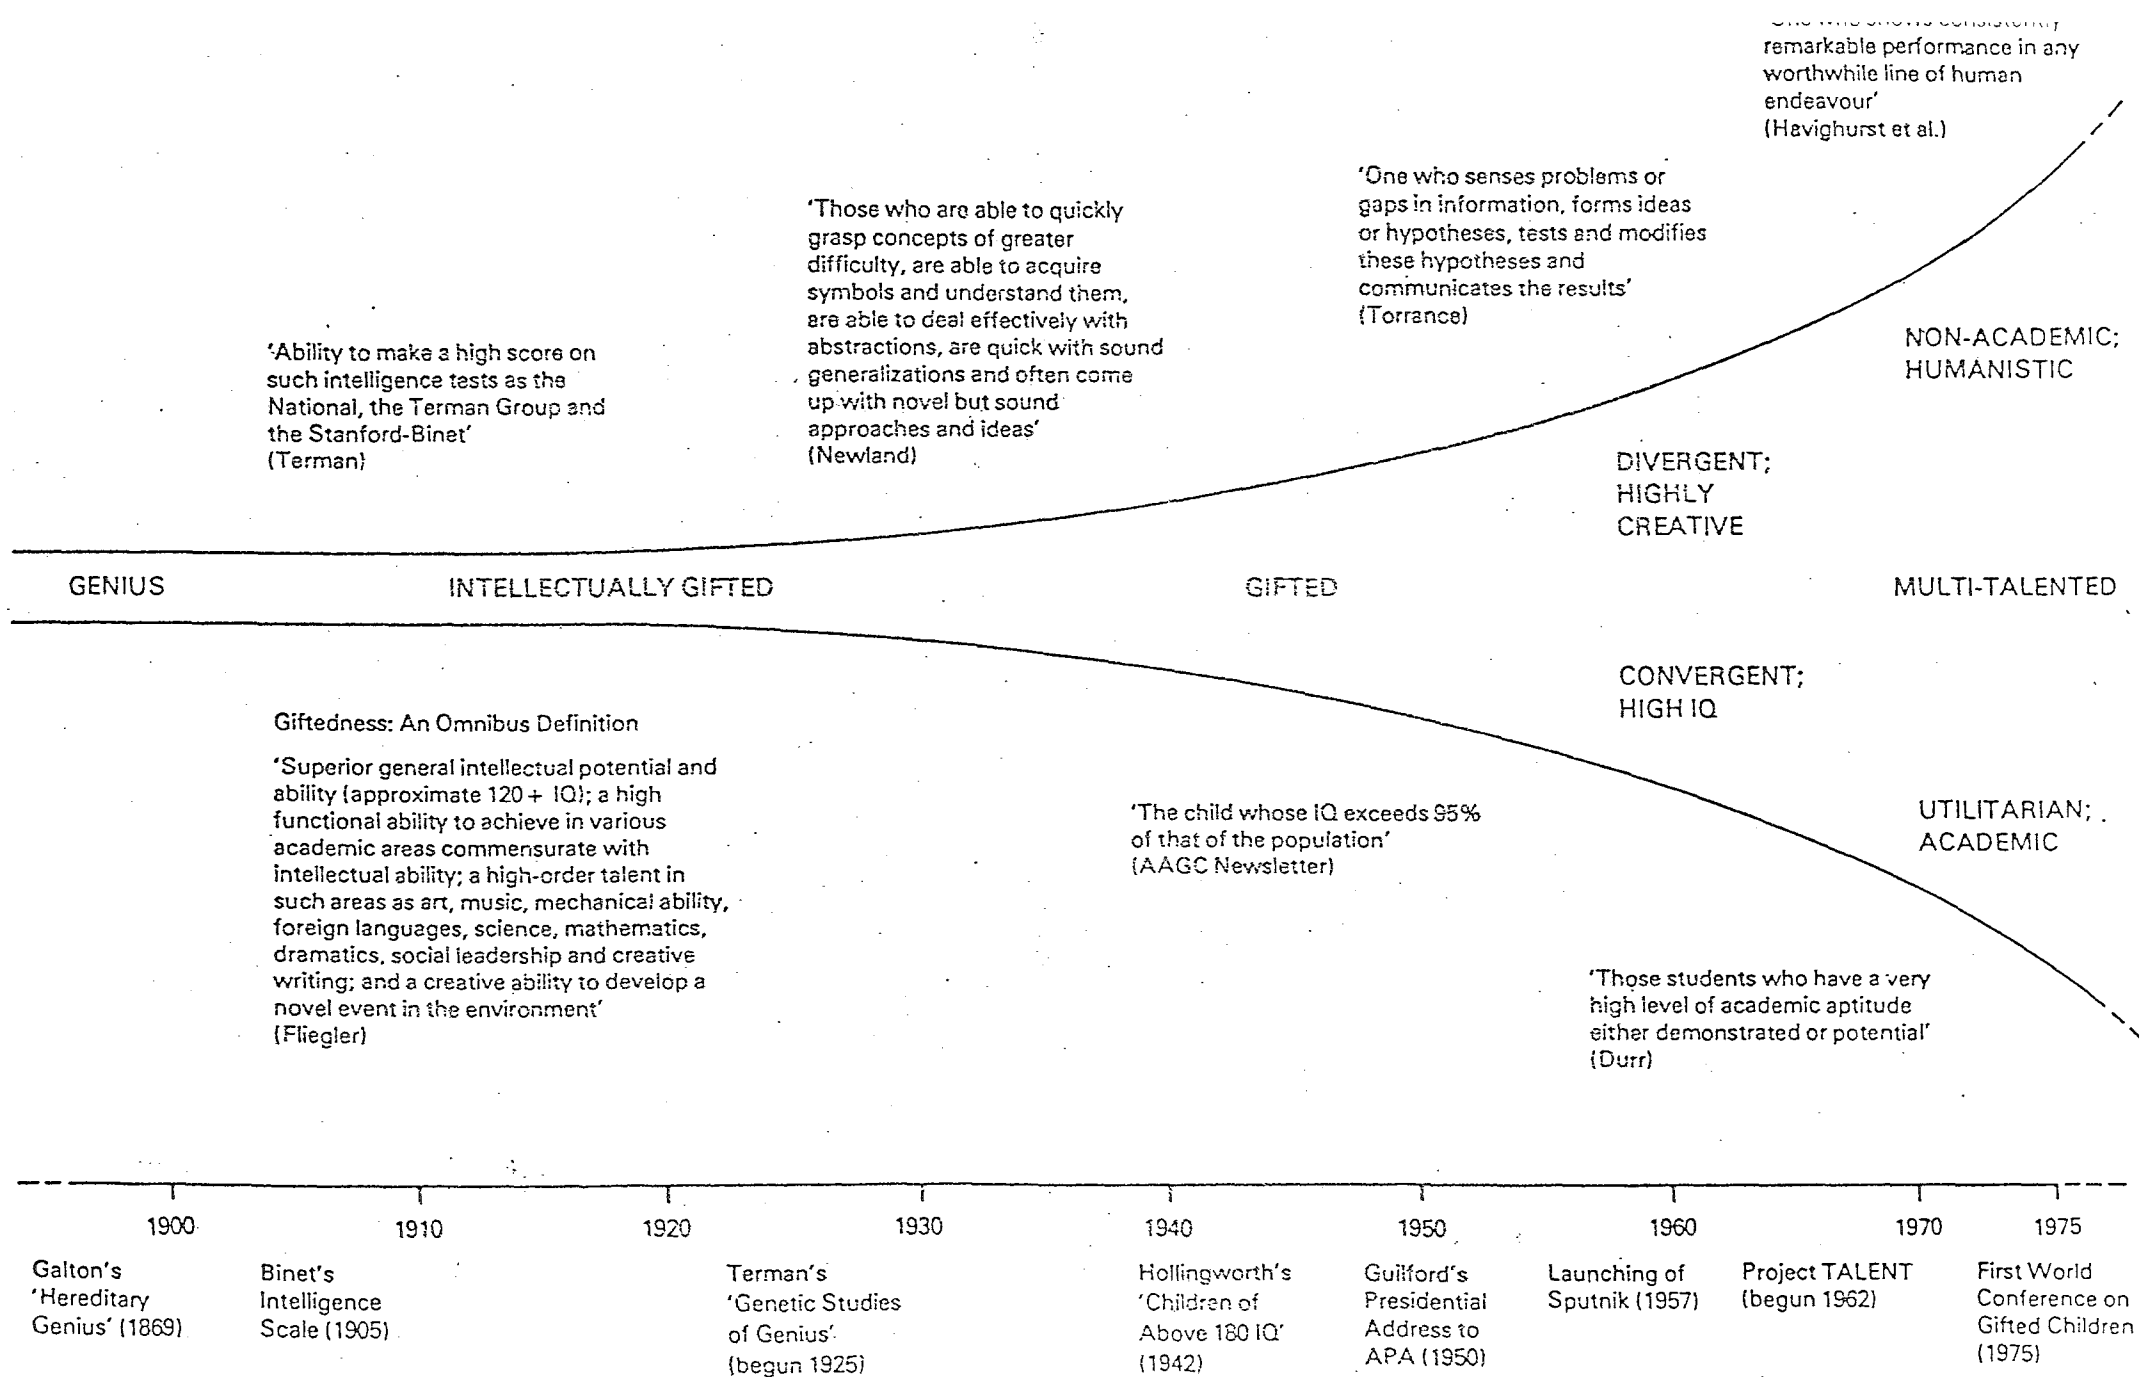 remarkable performance in any
worthwhile line of human
endeavour'
(Havighurst et al.)
'One who senses problems or
gaps in information, forms ideas
or hypotheses, tests and modifies
these hypotheses and
communicates the results'
(Torrance)
'Those who are able to quickly
grasp concepts of greater
difficulty, are able to acquire
symbols and understand them,
are able to deal effectively with
abstractions, are quick with sound
generalizations and often come
up with novel but sound
approaches and ideas'
(Newland)
'Ability to make a high score on
such intelligence tests as the
National, the Terman Group and
the Stanford-Binet'
(Terman)
NON-ACADEMIC;
HUMANISTIC
DIVERGENT;
HIGHLY
CREATIVE
GENIUS
INTELLECTUALLY GIFTED
GIFTED
MULTI-TALENTED
CONVERGENT;
HIGH IQ
UTILITARIAN;
ACADEMIC
Giftedness: An Omnibus Definition
'Superior general intellectual potential and
ability (approximate 120+ IQ); a high
functional ability to achieve in various
academic areas commensurate with
intellectual ability; a high-order talent in
such areas as art, music, mechanical ability,
foreign languages, science, mathematics,
dramatics, social leadership and creative
writing; and a creative ability to develop a
novel event in the environment'
(Fliegler)
'The child whose IQ exceeds 95%
of that of the population'
(AAGC Newsletter)
'Those students who have a very
high level of academic aptitude
either demonstrated or potential'
(Durr)
1900 1910 1920 1930 1940 1950 1960 1970 1975
Galton's
'Hereditary
Genius' (1869)
Binet's
Intelligence
Scale (1905)
Terman's
'Genetic Studies
of Genius'
(begun 1925)
Hollingworth's
'Children of
Above 180 IQ'
(1942)
Guilford's
Presidential
Address to
APA (1950)
Launching of
Sputnik (1957)
Project TALENT
(begun 1962)
First World
Conference on
Gifted Children
(1975)